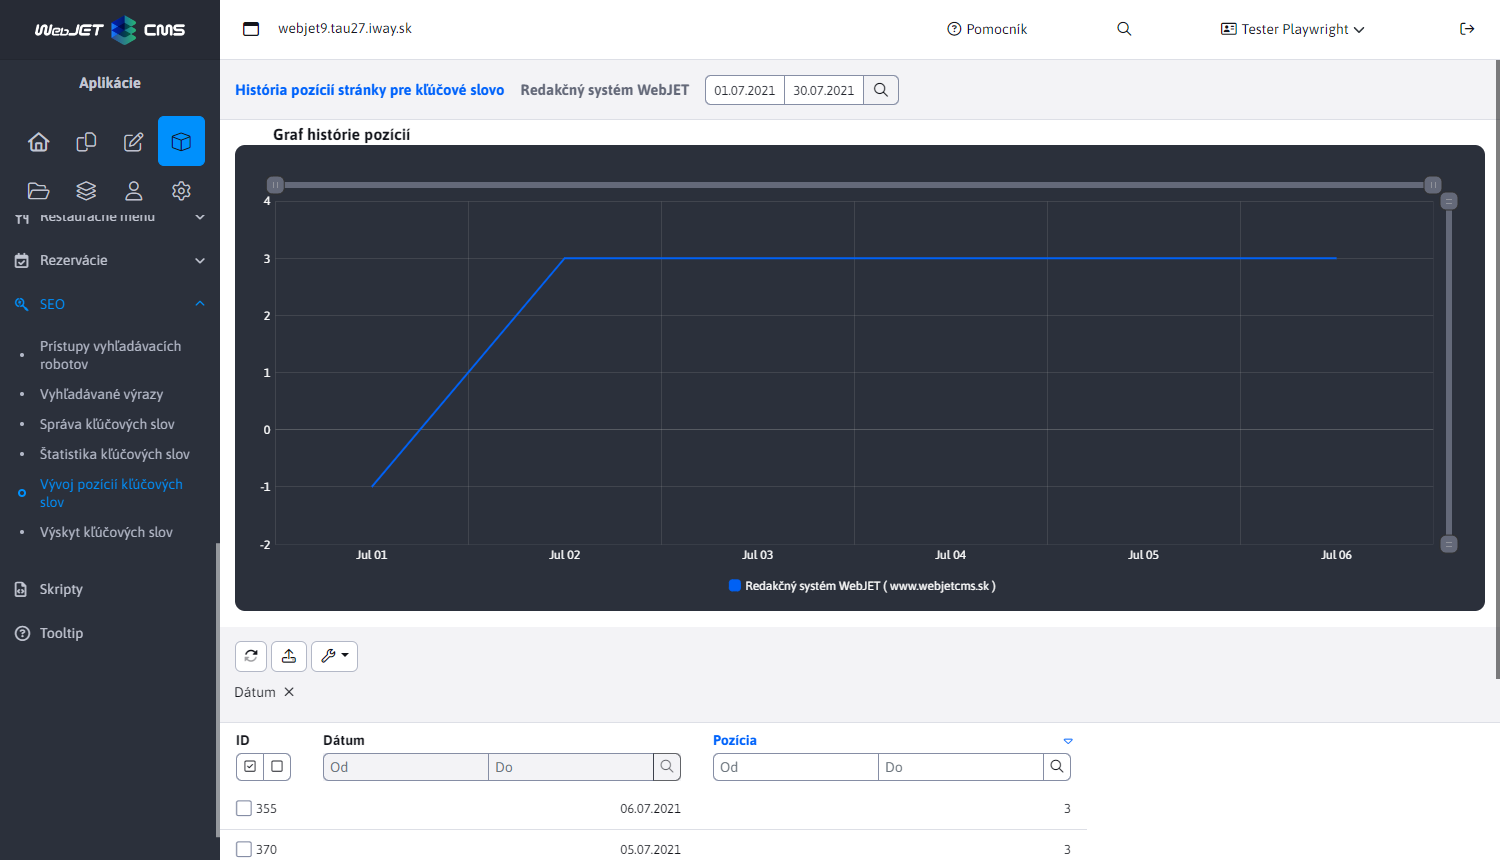 WebJET CMS
webjet9.tau27.iway.sk
Pomocník
Tester Playwright
Aplikácie
Reštauračné menu
Rezervácie
SEO
Prístupy vyhľadávacích
robotov
Vyhľadávané výrazy
Správa kľúčových slov
Štatistika kľúčových slov
Vývoj pozícií kľúčových
slov
Výskyt kľúčových slov
Skripty
Tooltip
História pozícií stránky pre kľúčové slovo
Redakčný systém WebJET
01.07.2021
30.07.2021
Graf histórie pozícií
4
3
2
1
0
-1
-2
Jul 01
Jul 02
Jul 03
Jul 04
Jul 05
Jul 06
Redakčný systém WebJET ( www.webjetcms.sk )
Dátum
ID
Dátum
Pozícia
Od
Do
Od
Do
355
06.07.2021
3
370
05.07.2021
3